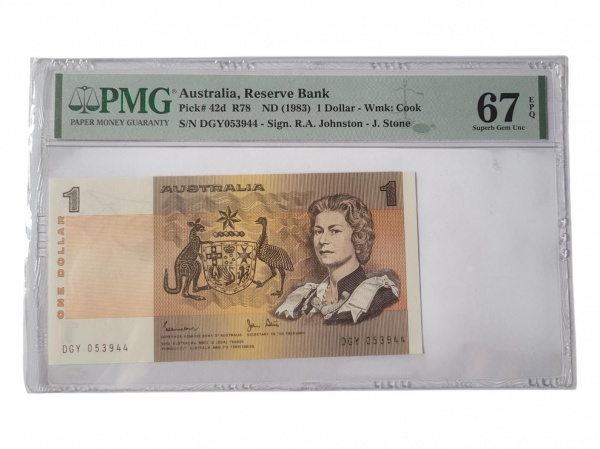 PMG
PAPER MONEY GUARANTY
Australia, Reserve Bank
Pick# 42d R78 ND (1983) 1 Dollar - Wmk: Cook
S/N DGY053944 - Sign. R.A. Johnston - J. Stone
67 EPQ
Superb Gem Unc
1
AUSTRALIA
1
ONE DOLLAR
DGY 053944
DGY 053944